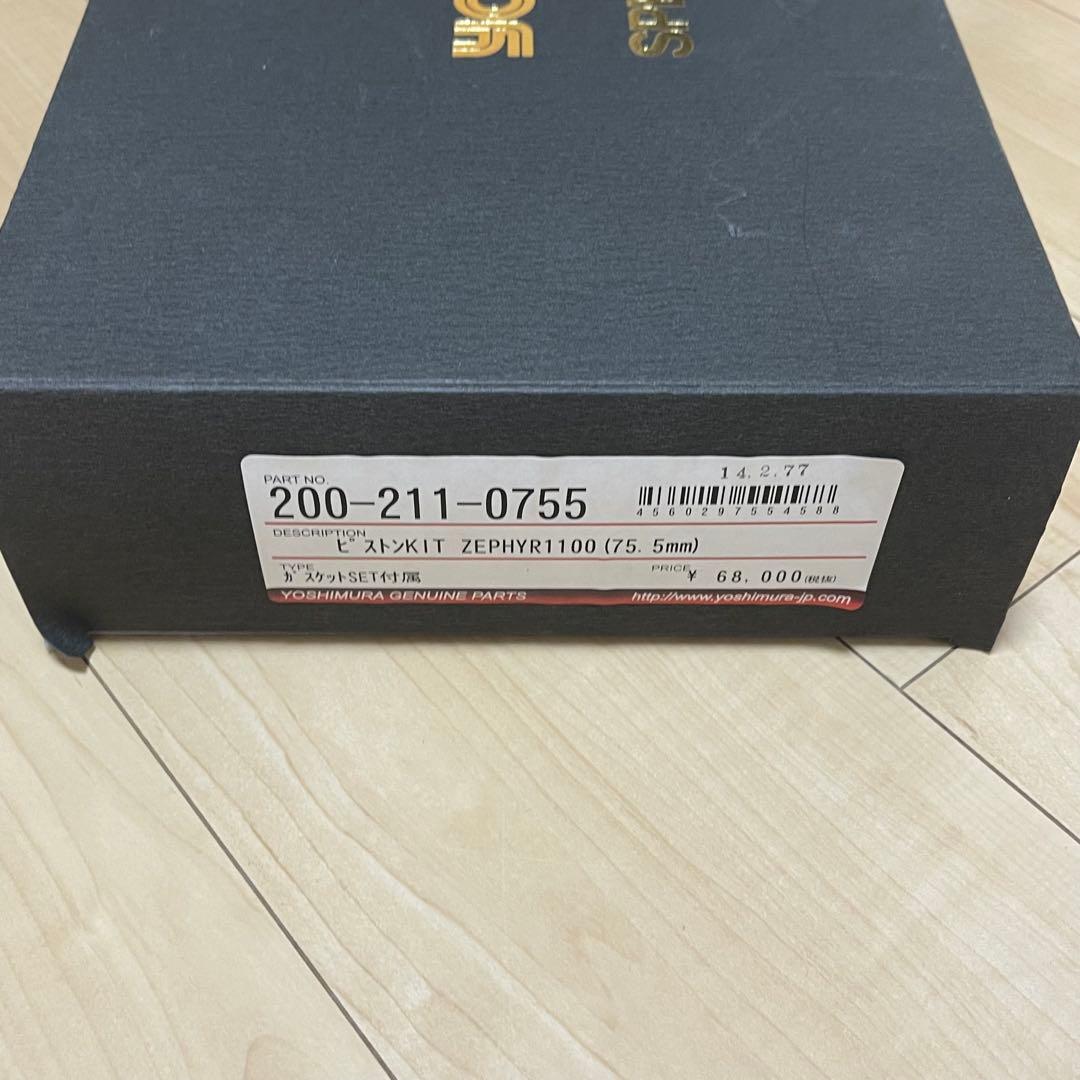 PART NO.
14.2.77
200-211-0755
4560297554588
DESCRIPTION
ピストンKIT ZEPHYR1100(75.5mm)
TYPE
ガスケットSET付属
PRICE
¥ 68,000(税抜)
YOSHIMURA GENUINE PARTS
http://www.yoshimura-jp.com